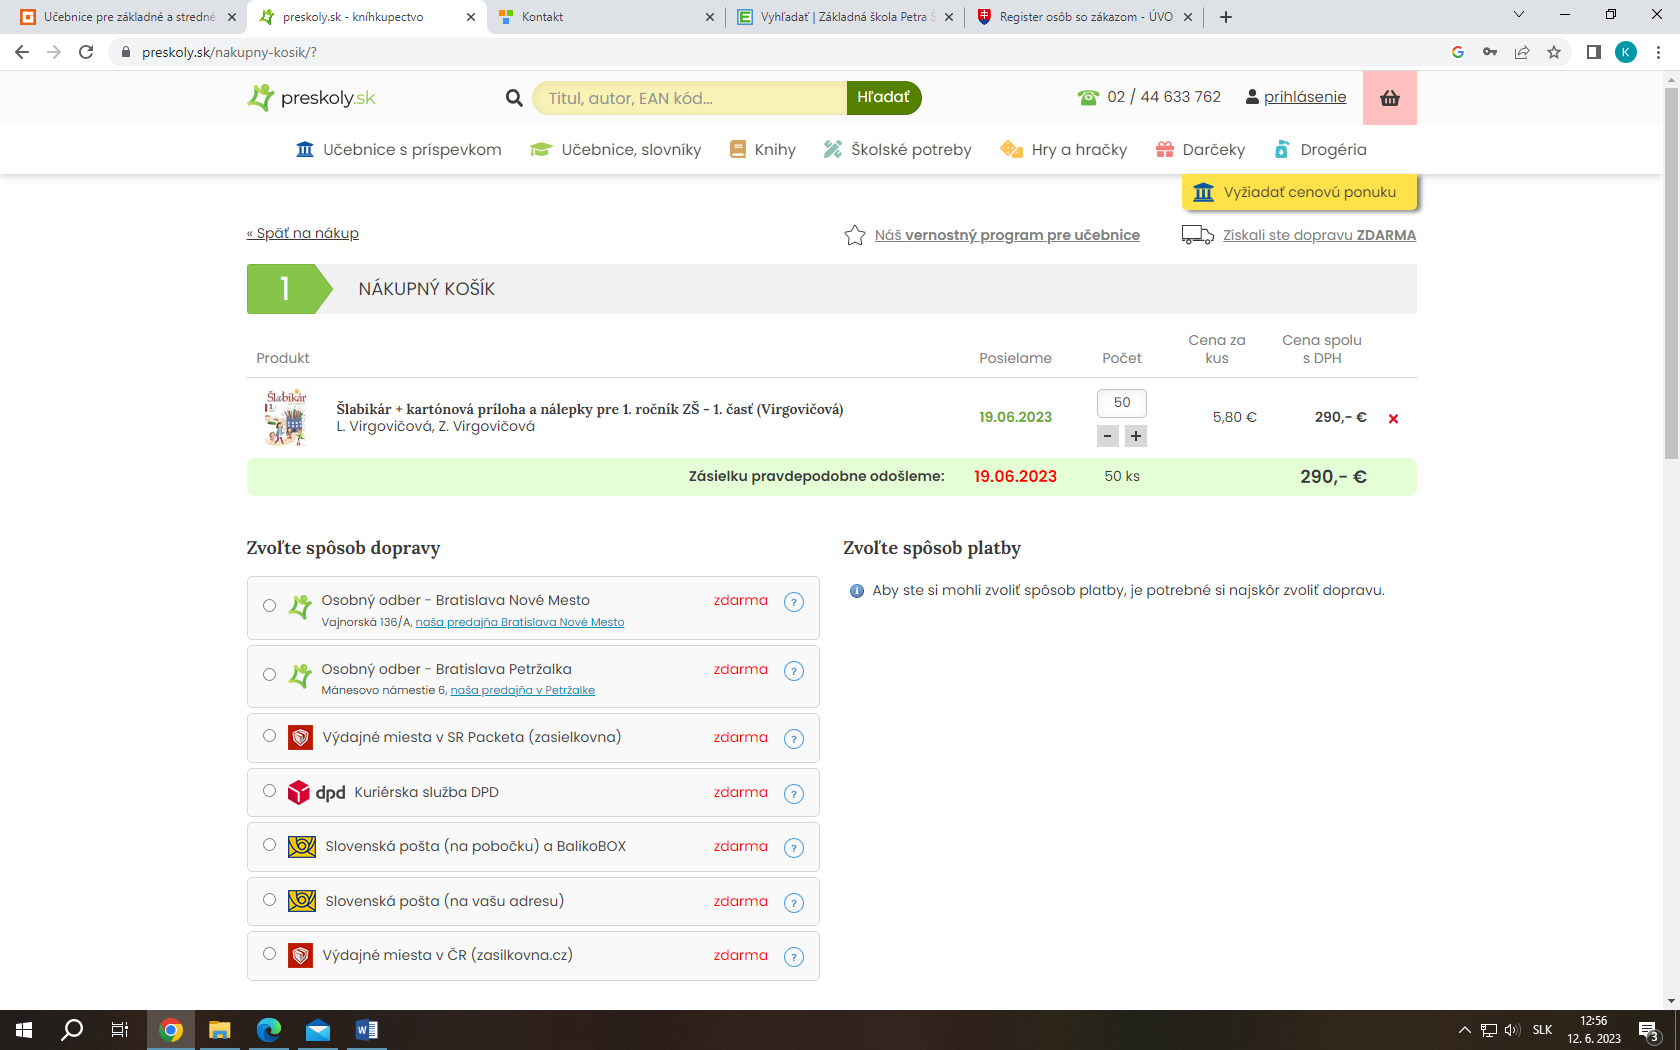 Učebnice pre základné a stredné
preskoly.sk - kníhkupectvo
Kontakt
Vyhľadať | Základná škola Petra Š
Register osôb so zákazom - ÚVO
preskoly.sk/nakupny-kosik/?
K
preskoly.sk
Titul, autor, EAN kód...
Hľadať
02 / 44 633 762
prihlásenie
Učebnice s príspevkom
Učebnice, slovníky
Knihy
Školské potreby
Hry a hračky
Darčeky
Drogéria
Vyžiadať cenovú ponuku
« Späť na nákup
Náš vernostný program pre učebnice
Získali ste dopravu ZDARMA
1
NÁKUPNÝ KOŠÍK
Produkt
Posielame
Počet
Cena za
kus
Cena spolu
s DPH
Šlabikár
Šlabikár + kartónová príloha a nálepky pre 1. ročník ZŠ - 1. časť (Virgovičová)
L. Virgovičová, Z. Virgovičová
19.06.2023
50
- +
5,80 €
290,- €
Zásielku pravdepodobne odošleme:
19.06.2023
50 ks
290,- €
Zvoľte spôsob dopravy
Osobný odber - Bratislava Nové Mesto
zdarma
?
Vajnorská 136/A, naša predajňa Bratislava Nové Mesto
Osobný odber - Bratislava Petržalka
zdarma
?
Mánesovo námestie 6, naša predajňa v Petržalke
Výdajné miesta v SR Packeta (zasielkovna)
zdarma
?
dpd
Kuriérska služba DPD
zdarma
?
Slovenská pošta (na pobočku) a BalíkoBOX
zdarma
?
Slovenská pošta (na vašu adresu)
zdarma
?
Výdajné miesta v ČR (zasilkovna.cz)
zdarma
?
Zvoľte spôsob platby
Aby ste si mohli zvoliť spôsob platby, je potrebné si najskôr zvoliť dopravu.
SLK
12:56
12. 6. 2023
3